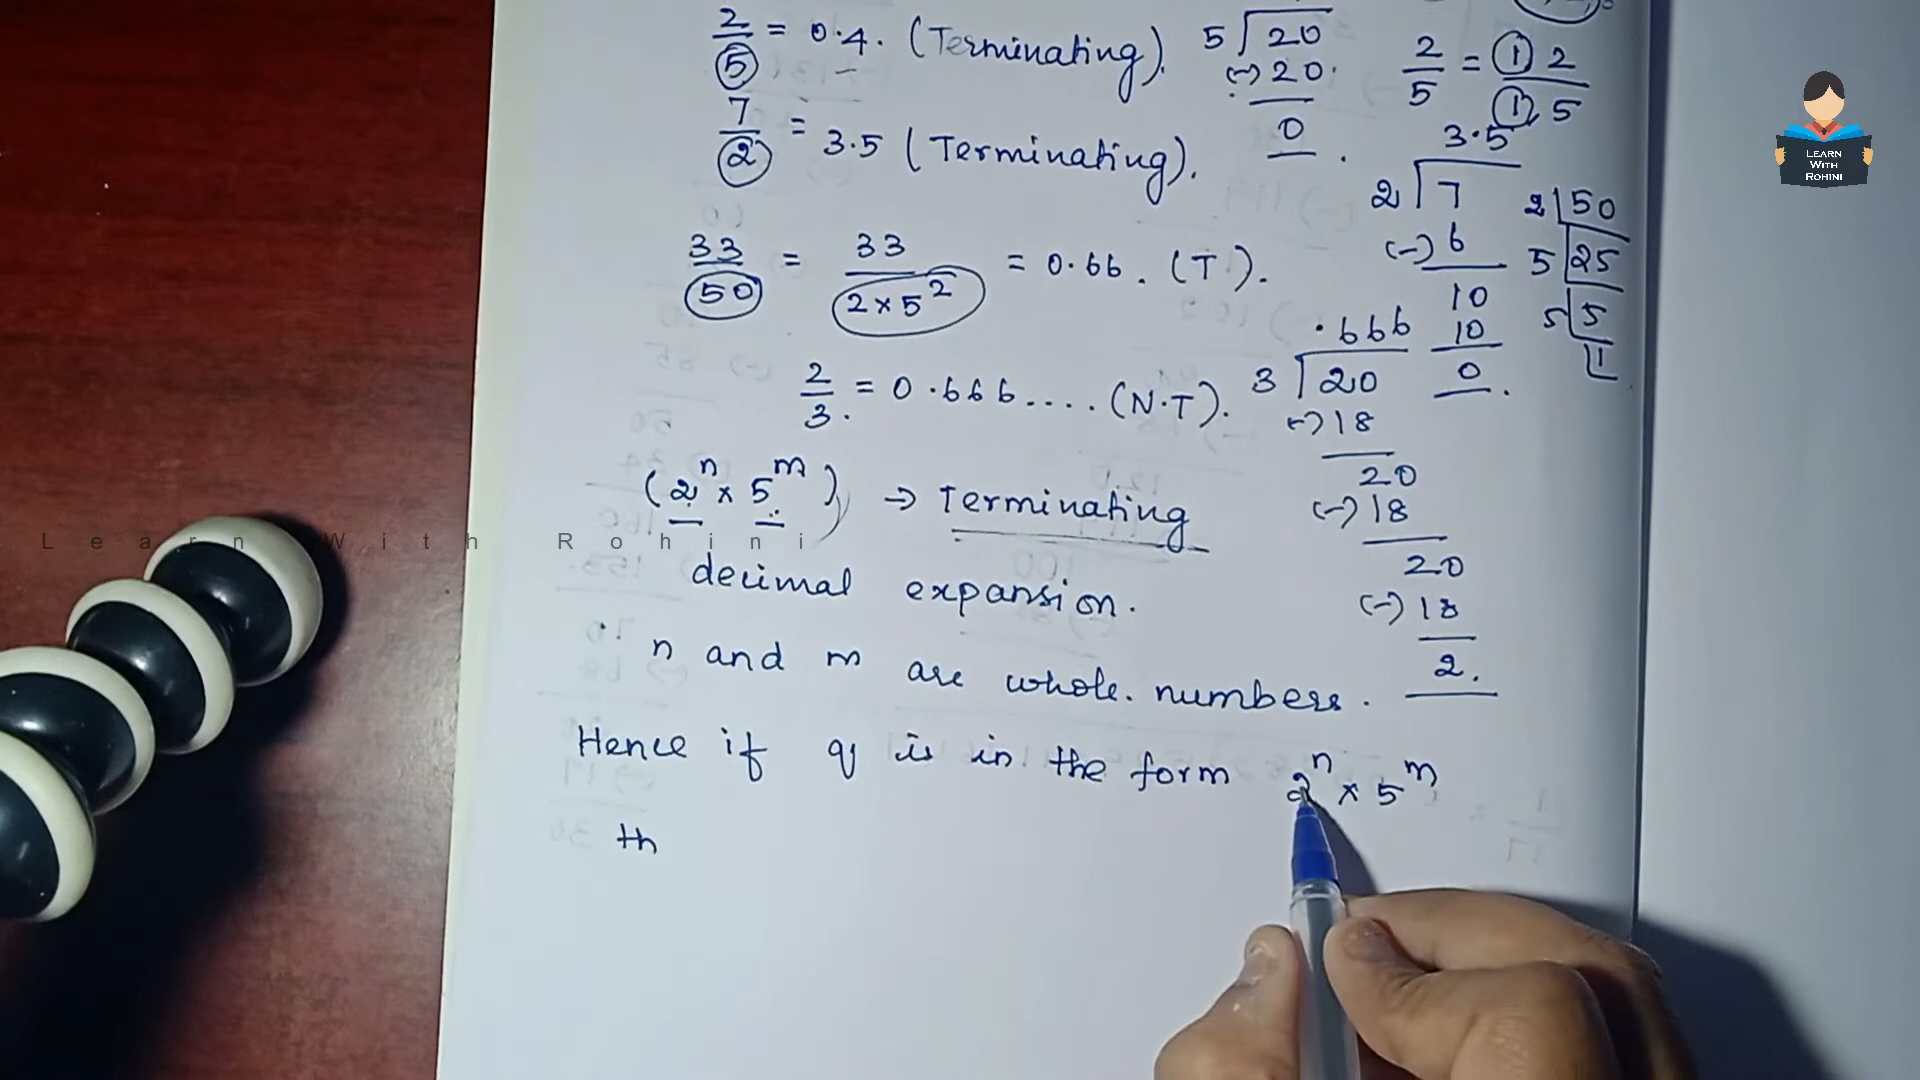 2/5 = 0.4. (Terminating).
7/2 = 3.5 (Terminating).
33/50 = 33/2×5² = 0.66. (T).
2/3. = 0.666.... (N.T).
(2ⁿ × 5ᵐ) → Terminating
decimal expansion.
n and m are whole. numbers.
Hence if q is in the form 2ⁿ × 5ᵐ
th
5 20
(-) 20.
0
2/5 = 1 2 / 1, 5
3.5
2 7
(-) 6
10
10
0
2 50
5 25
5 5
1
.666
3 20
(-) 18
20
(-) 18
20
(-) 18
2.
LEARN
WITH
ROHINI
Learn With Rohini